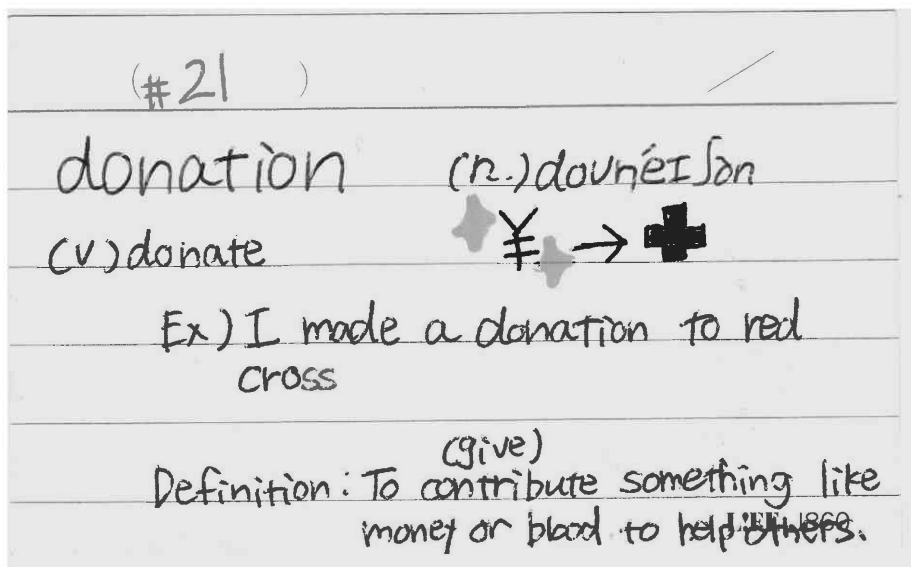 (#21 )
donation (n.) doʊnéɪʃən
(v) donate ¥ →
Ex) I made a donation to red
cross
(give)
Definition: To contribute something like
money or blood to help others.